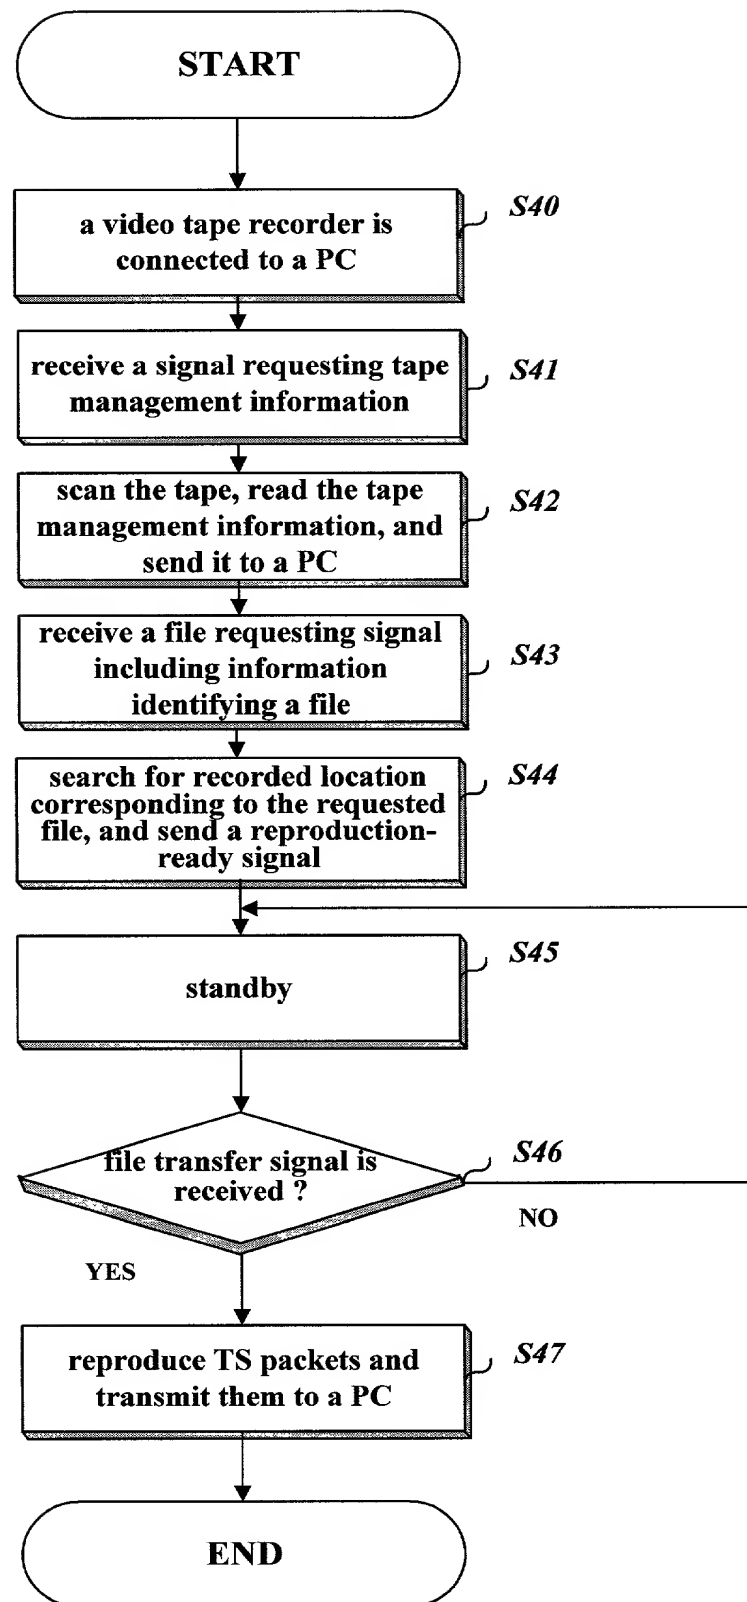 START
a video tape recorder is
connected to a PC
S40
receive a signal requesting tape
management information
S41
scan the tape, read the tape
management information, and
send it to a PC
S42
receive a file requesting signal
including information
identifying a file
S43
search for recorded location
corresponding to the requested
file, and send a reproduction-
ready signal
S44
standby
S45
file transfer signal is
received ?
S46
NO
YES
reproduce TS packets and
transmit them to a PC
S47
END